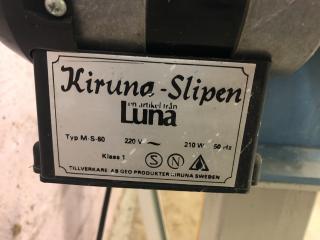 Kiruna-Slipen
en artikel från
Luna
Typ M-S-60 220 V ~ 210 W 50 Hz
Klass 1 S N
TILLVERKARE AB GEO PRODUKTER KIRUNA SWEDEN